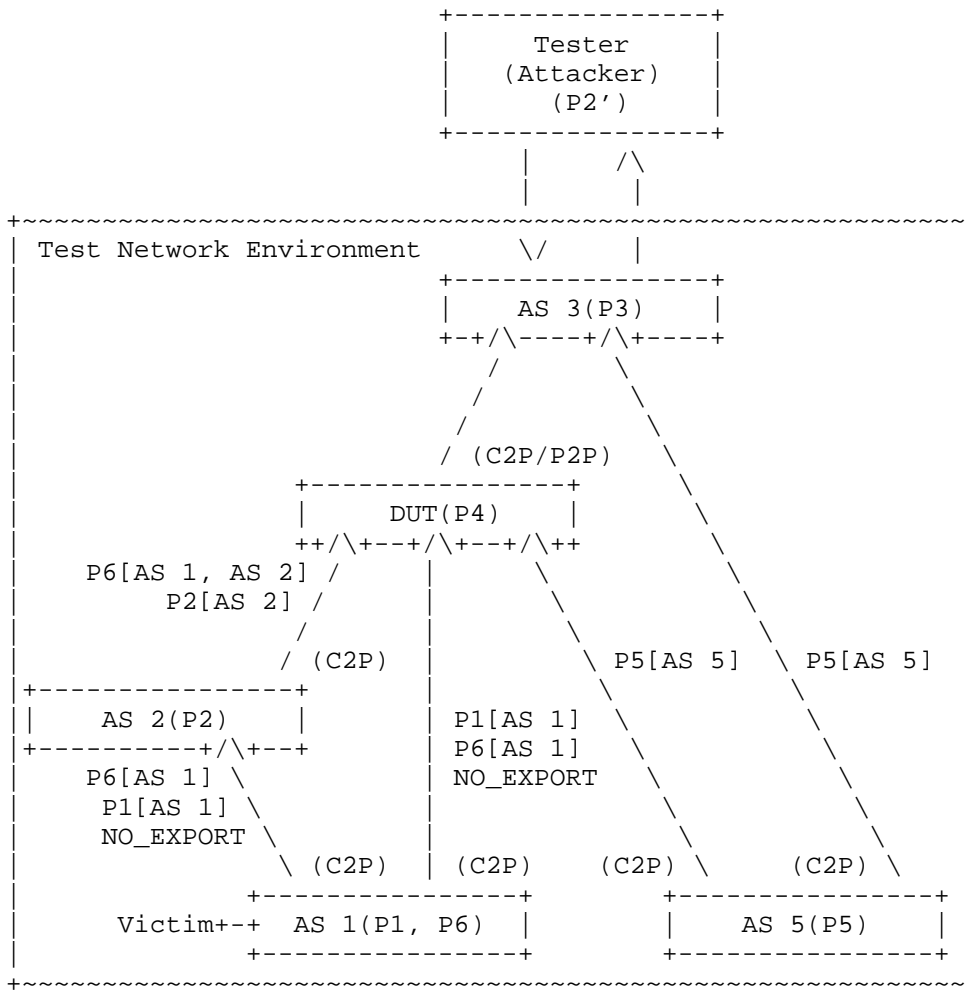 Tester
(Attacker)
(P2')
Test Network Environment
AS 3(P3)
(C2P/P2P)
DUT(P4)
P6[AS 1, AS 2]
P2[AS 2]
(C2P) P5[AS 5] P5[AS 5]
AS 2(P2) P1[AS 1]
P6[AS 1]
P6[AS 1] NO_EXPORT
P1[AS 1]
NO_EXPORT
(C2P) (C2P) (C2P) (C2P)
Victim AS 1(P1, P6) AS 5(P5)